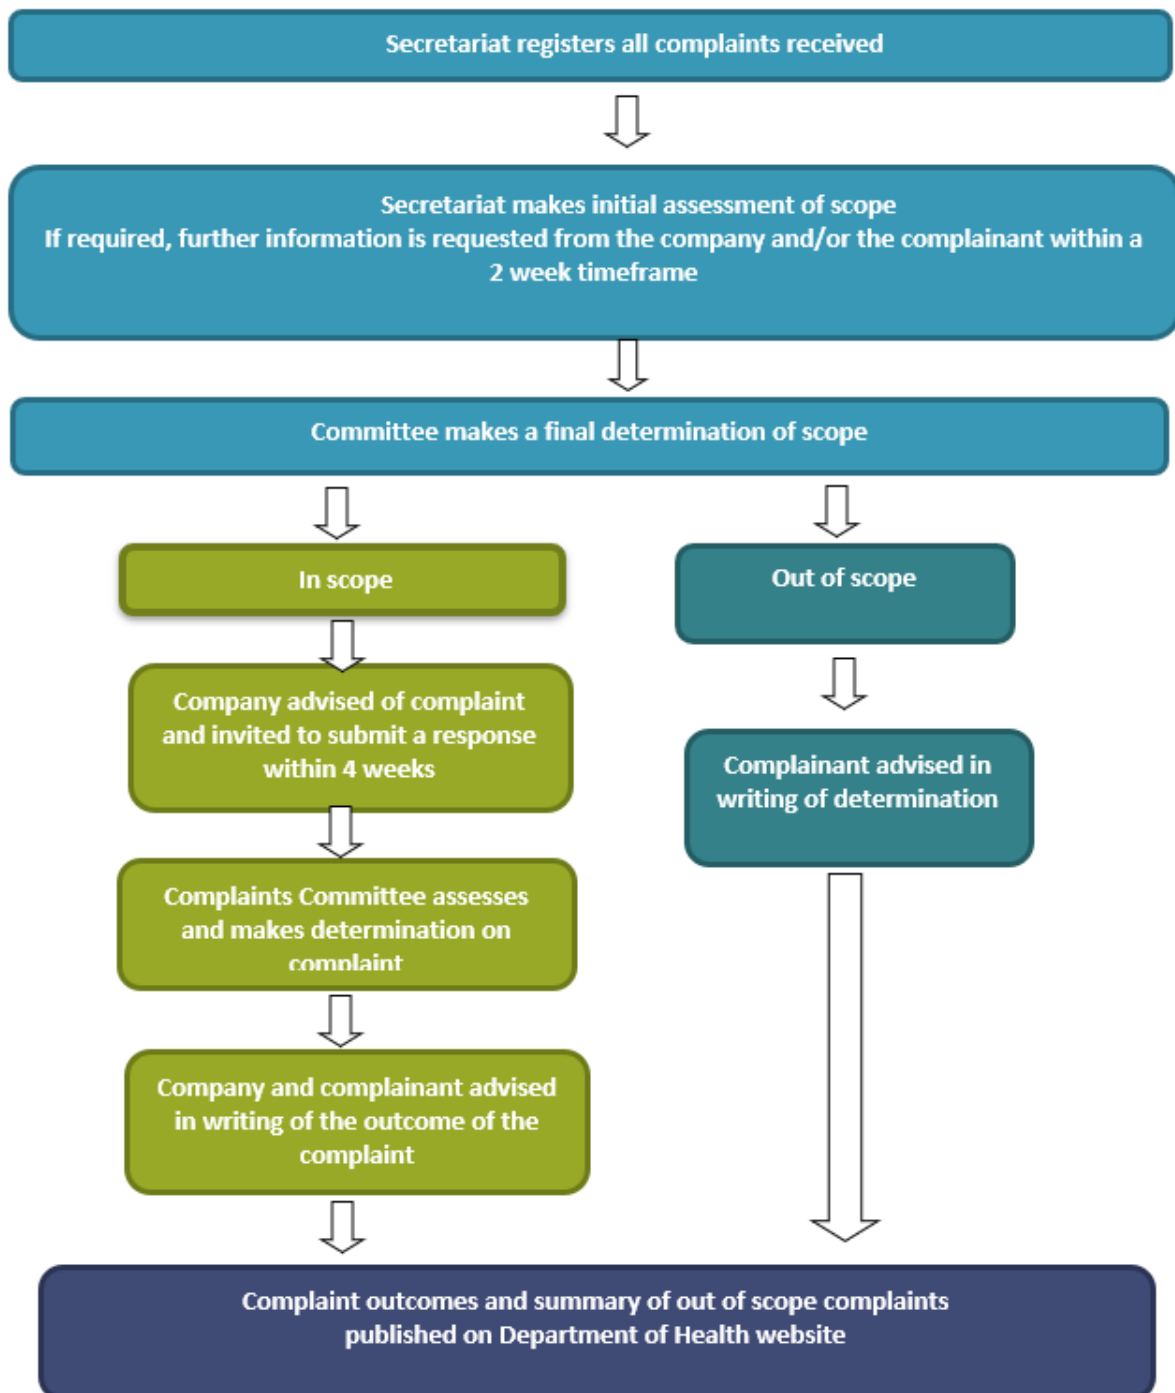 Secretariat registers all complaints received
Secretariat makes initial assessment of scope
If required, further information is requested from the company and/or the complainant within a
2 week timeframe
Committee makes a final determination of scope
In scope
Out of scope
Company advised of complaint
and invited to submit a response
within 4 weeks
Complainant advised in
writing of determination
Complaints Committee assesses
and makes determination on
complaint
Company and complainant advised
in writing of the outcome of the
complaint
Complaint outcomes and summary of out of scope complaints
published on Department of Health website